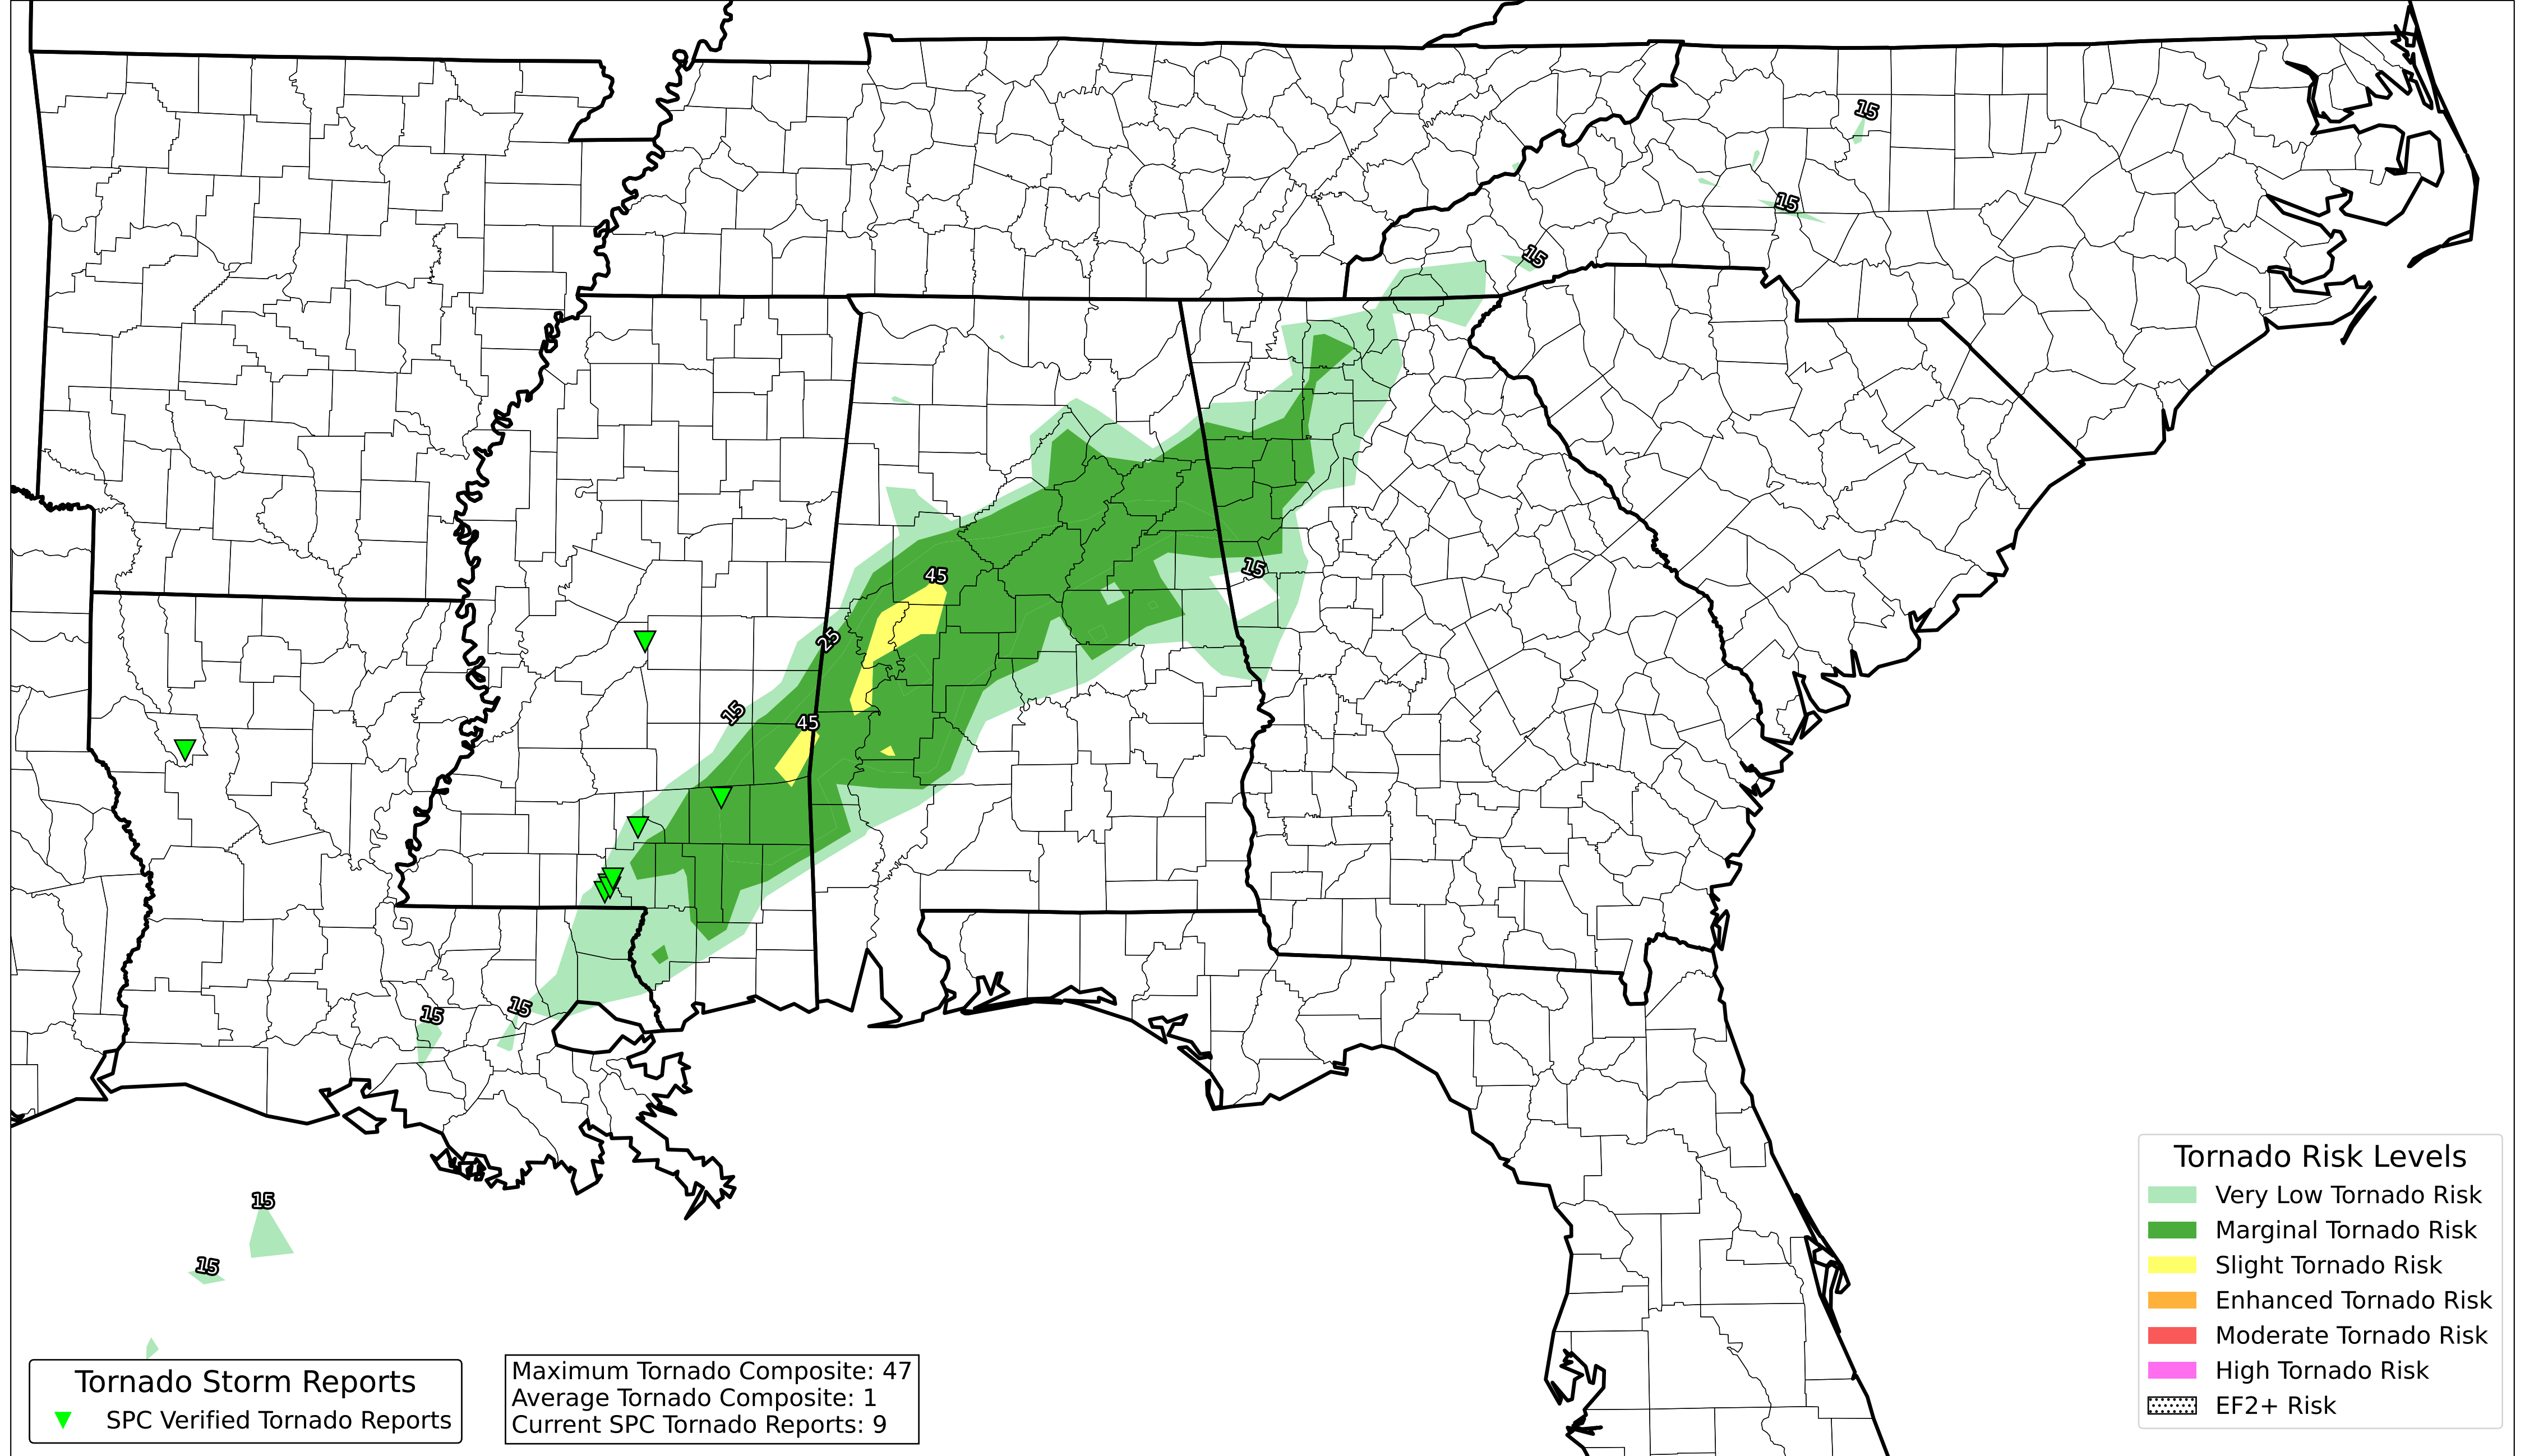 15
15
15
45
15
25
15
45
15
15
15
15
Tornado Storm Reports
SPC Verified Tornado Reports
Maximum Tornado Composite: 47
Average Tornado Composite: 1
Current SPC Tornado Reports: 9
Tornado Risk Levels
Very Low Tornado Risk
Marginal Tornado Risk
Slight Tornado Risk
Enhanced Tornado Risk
Moderate Tornado Risk
High Tornado Risk
EF2+ Risk